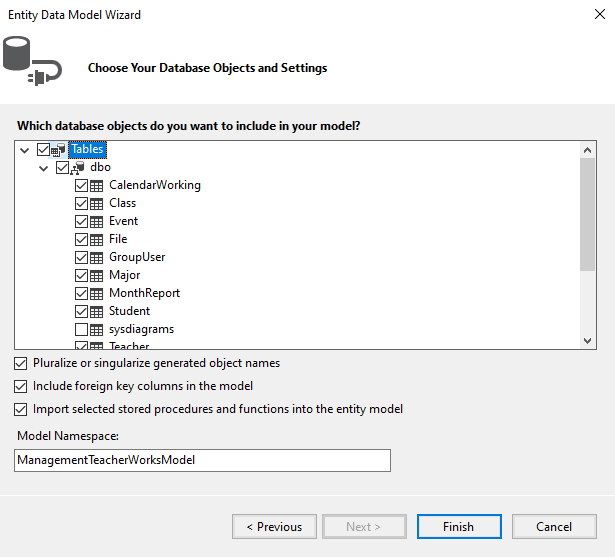 Entity Data Model Wizard
Choose Your Database Objects and Settings
Which database objects do you want to include in your model?
Tables
dbo
CalendarWorking
Class
Event
File
GroupUser
Major
MonthReport
Student
sysdiagrams
Teacher
Pluralize or singularize generated object names
Include foreign key columns in the model
Import selected stored procedures and functions into the entity model
Model Namespace:
ManagementTeacherWorksModel
< Previous Next > Finish Cancel